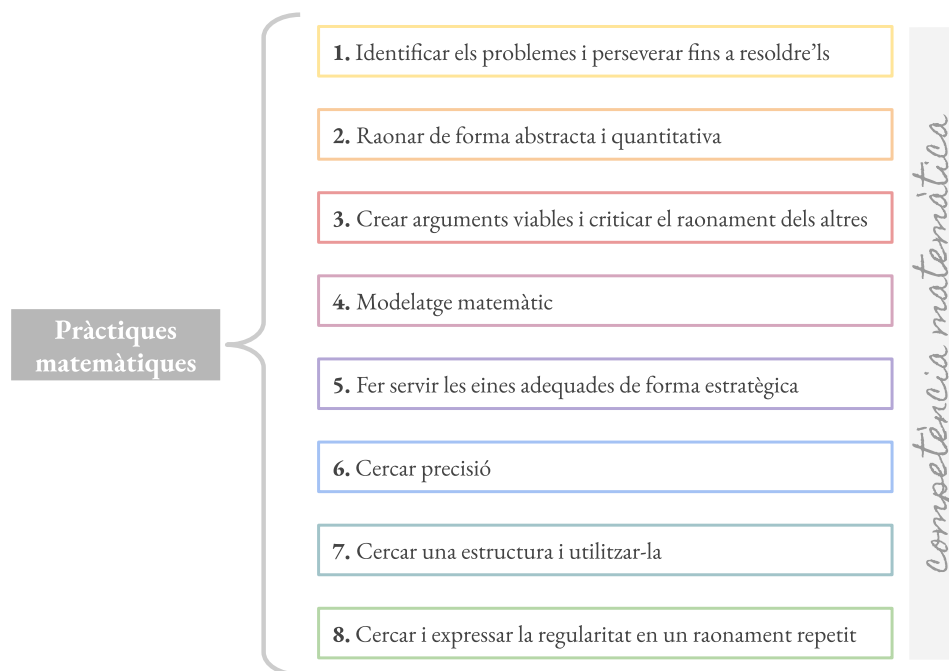 Pràctiques
matemàtiques
1. Identificar els problemes i perseverar fins a resoldre’ls
2. Raonar de forma abstracta i quantitativa
3. Crear arguments viables i criticar el raonament dels altres
4. Modelatge matemàtic
5. Fer servir les eines adequades de forma estratègica
6. Cercar precisió
7. Cercar una estructura i utilitzar-la
8. Cercar i expressar la regularitat en un raonament repetit
competència matemàtica